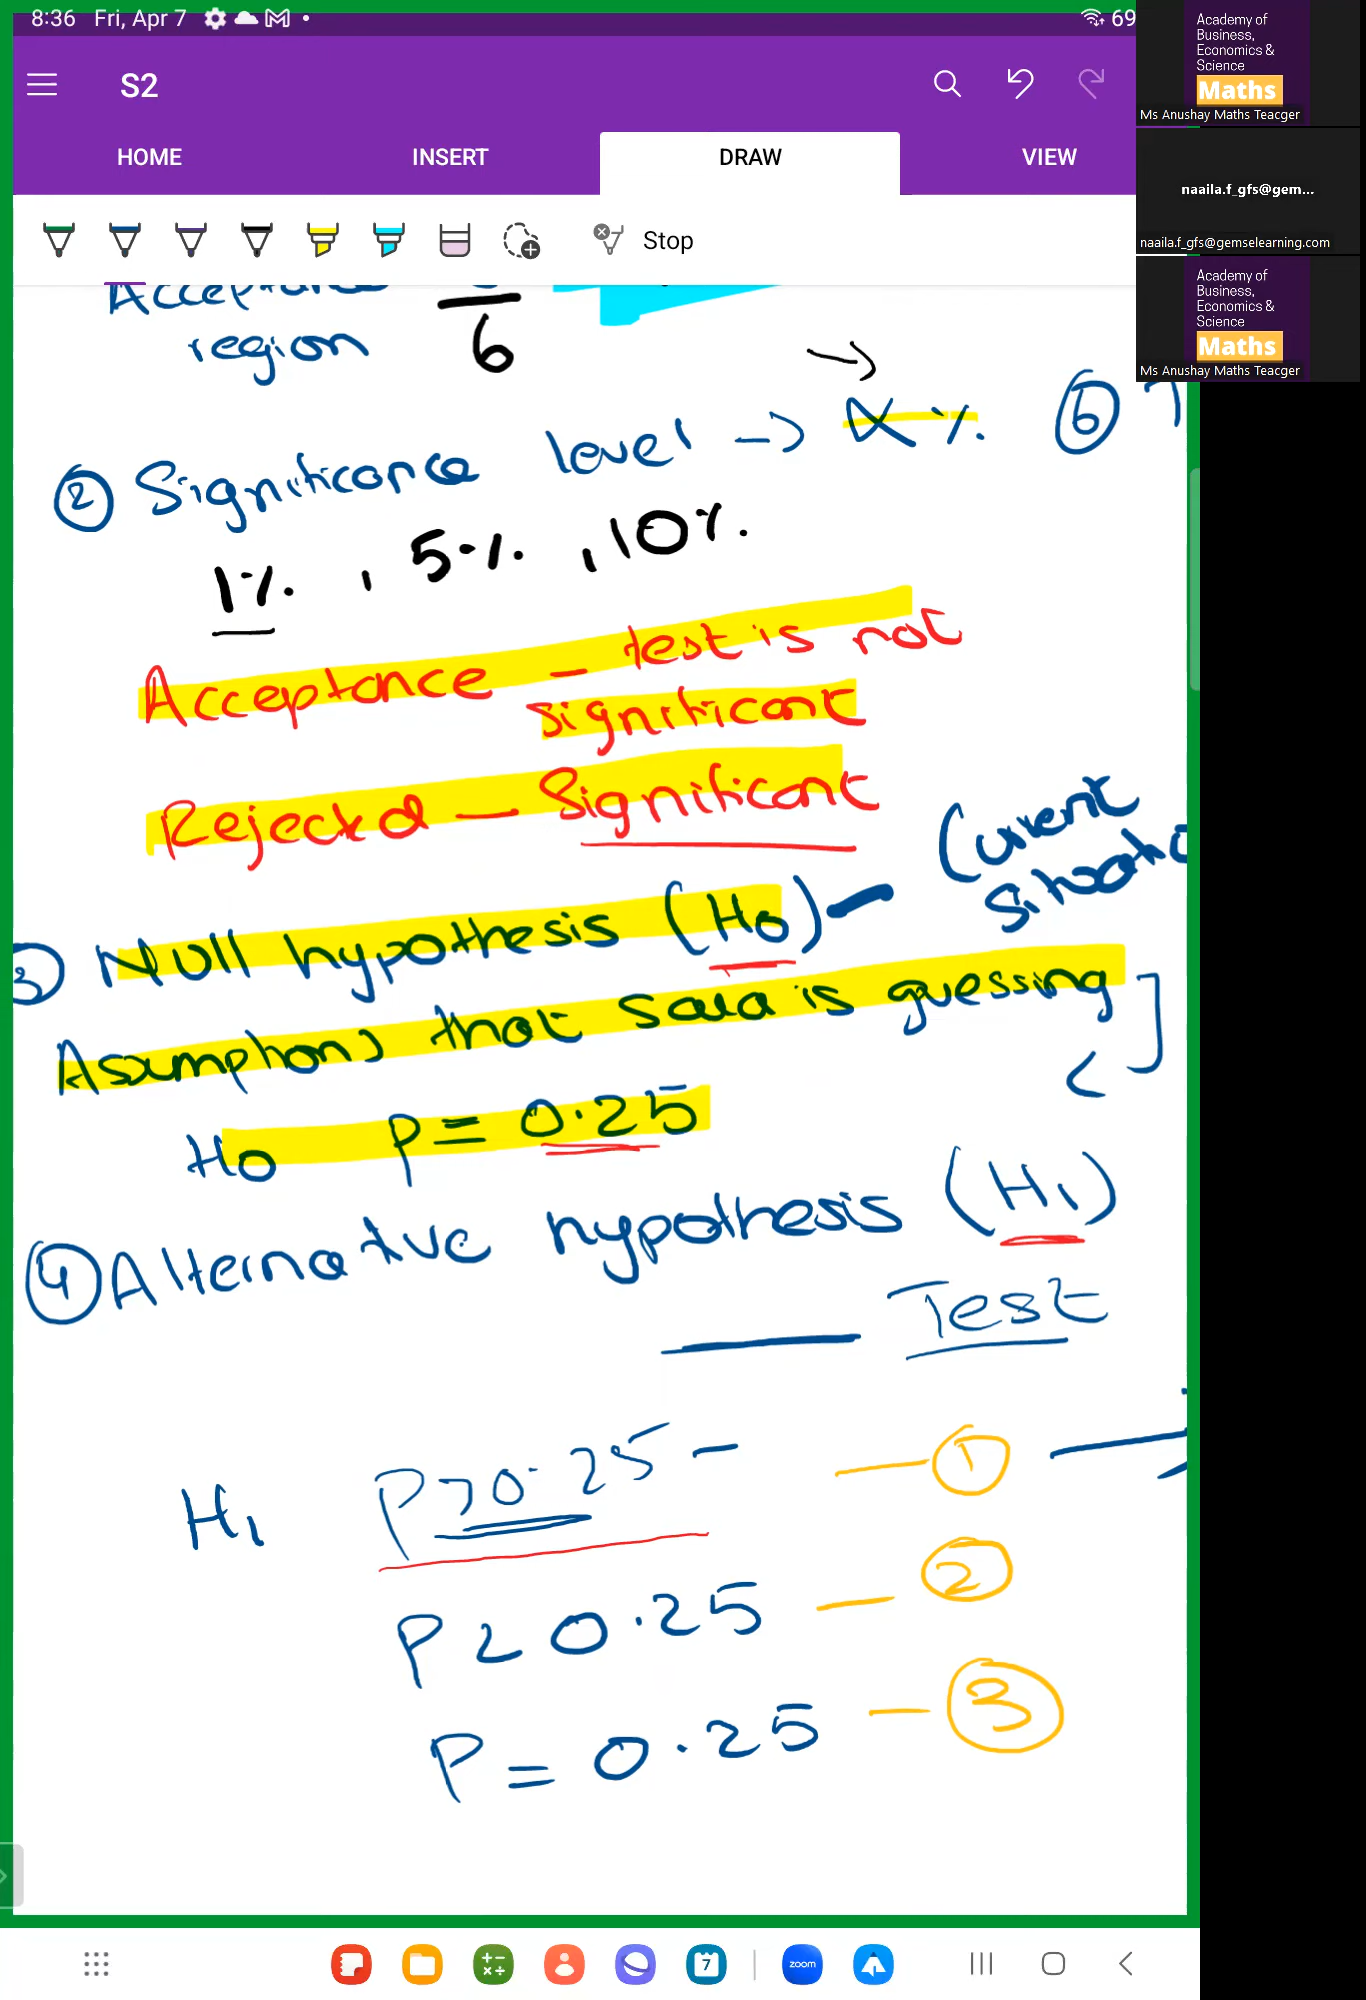 8:36 Fri, Apr 7
69
S2
HOME INSERT DRAW VIEW
Stop
Academy of
Business,
Economics &
Science
Maths
Ms Anushay Maths Teacger
naaila.f_gfs@gem...
naaila.f_gfs@gemselearning.com
Academy of
Business,
Economics &
Science
Maths
Ms Anushay Maths Teacger
region 6
② Significance level -> α % ⑥
1% , 5% , 10%
Acceptance - test is not
significant
Rejected - Significant
(Current
③ Null hypothesis (H0) -
Asumptions that Sara is guessing ]
H0 P = 0.25
④ Alternative hypothesis (H1)
Test
H1 P>0.25 - - ①
P<0.25 - ②
P = 0.25 - ③
7
zoom